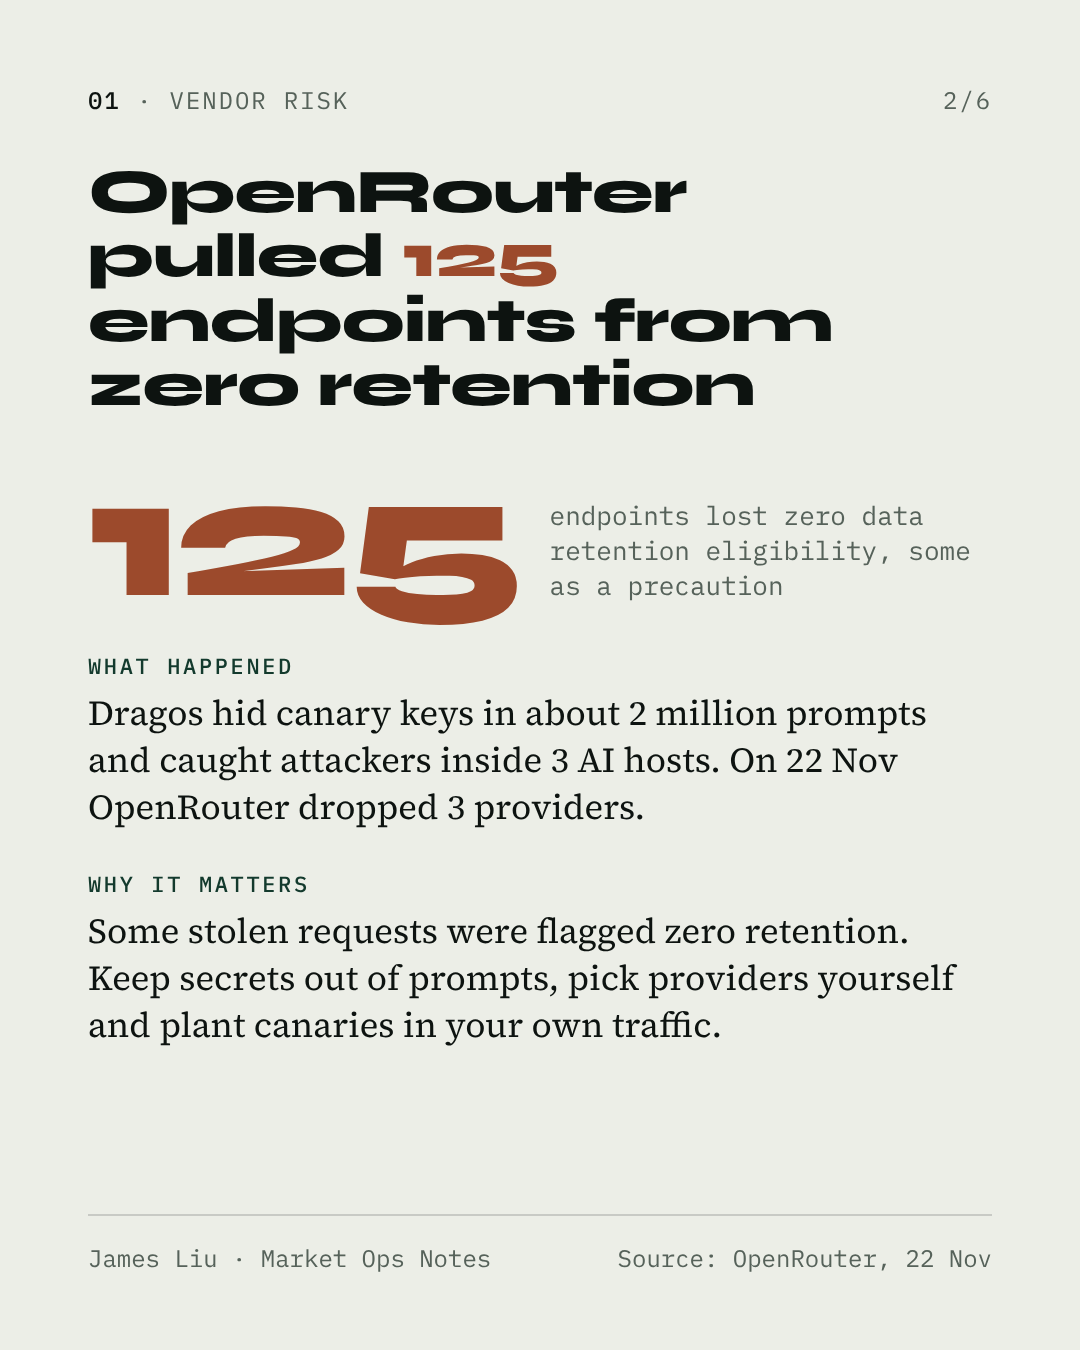 01 · VENDOR RISK
2/6
OpenRouter
pulled 125
endpoints from
zero retention
125
endpoints lost zero data
retention eligibility, some
as a precaution
WHAT HAPPENED
Dragos hid canary keys in about 2 million prompts
and caught attackers inside 3 AI hosts. On 22 Nov
OpenRouter dropped 3 providers.
WHY IT MATTERS
Some stolen requests were flagged zero retention.
Keep secrets out of prompts, pick providers yourself
and plant canaries in your own traffic.
James Liu · Market Ops Notes
Source: OpenRouter, 22 Nov